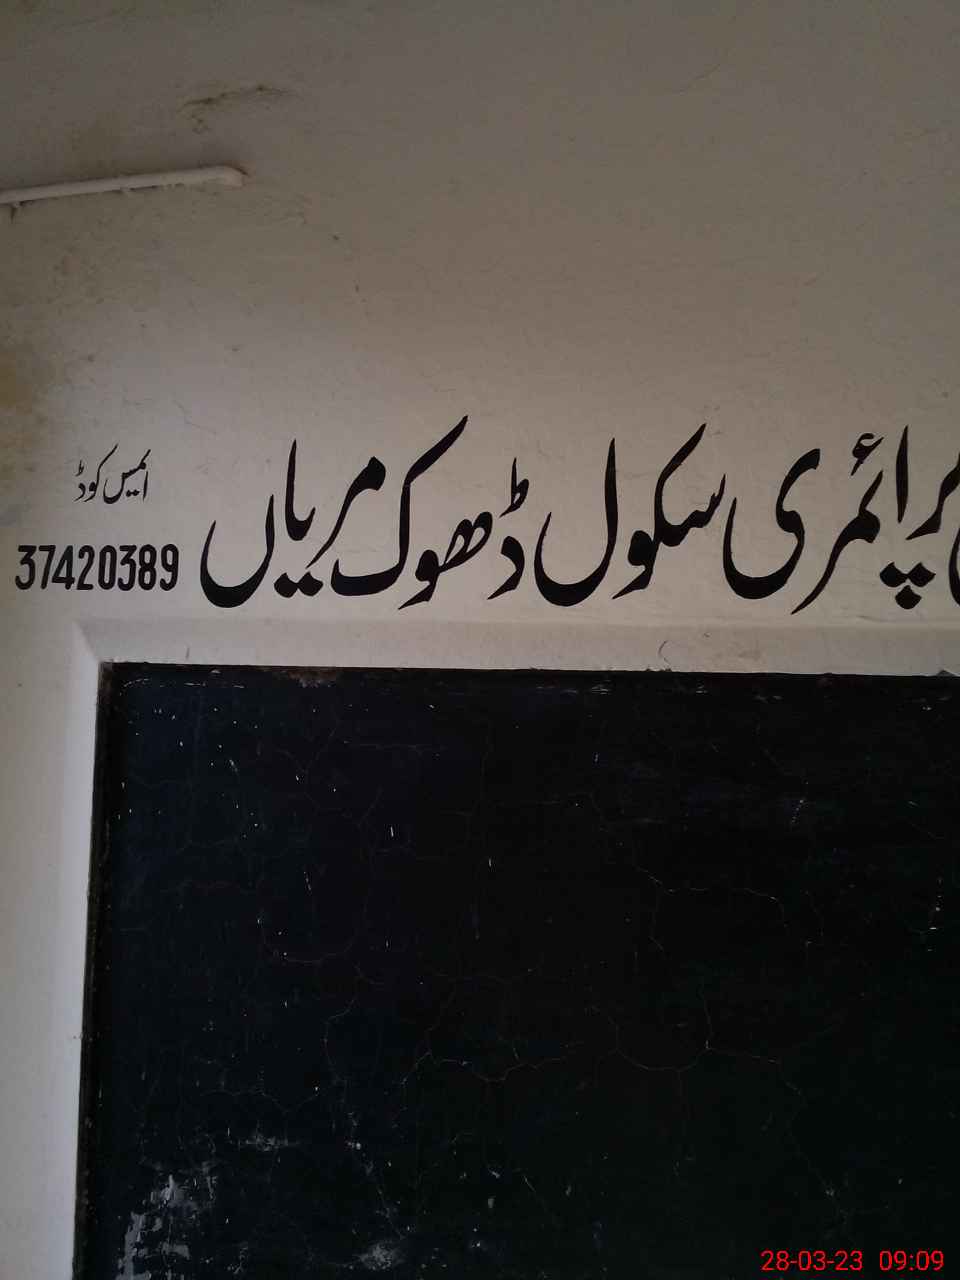 پرائمری سکول ڈھوک مریاں
ایمس کوڈ
37420389
28-03-23 09:09